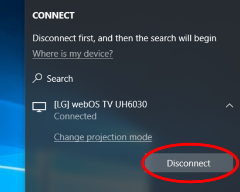 CONNECT
Disconnect first, and then the search will begin
Where is my device?
Search
[LG] webOS TV UH6030
Connected
Change projection mode
Disconnect